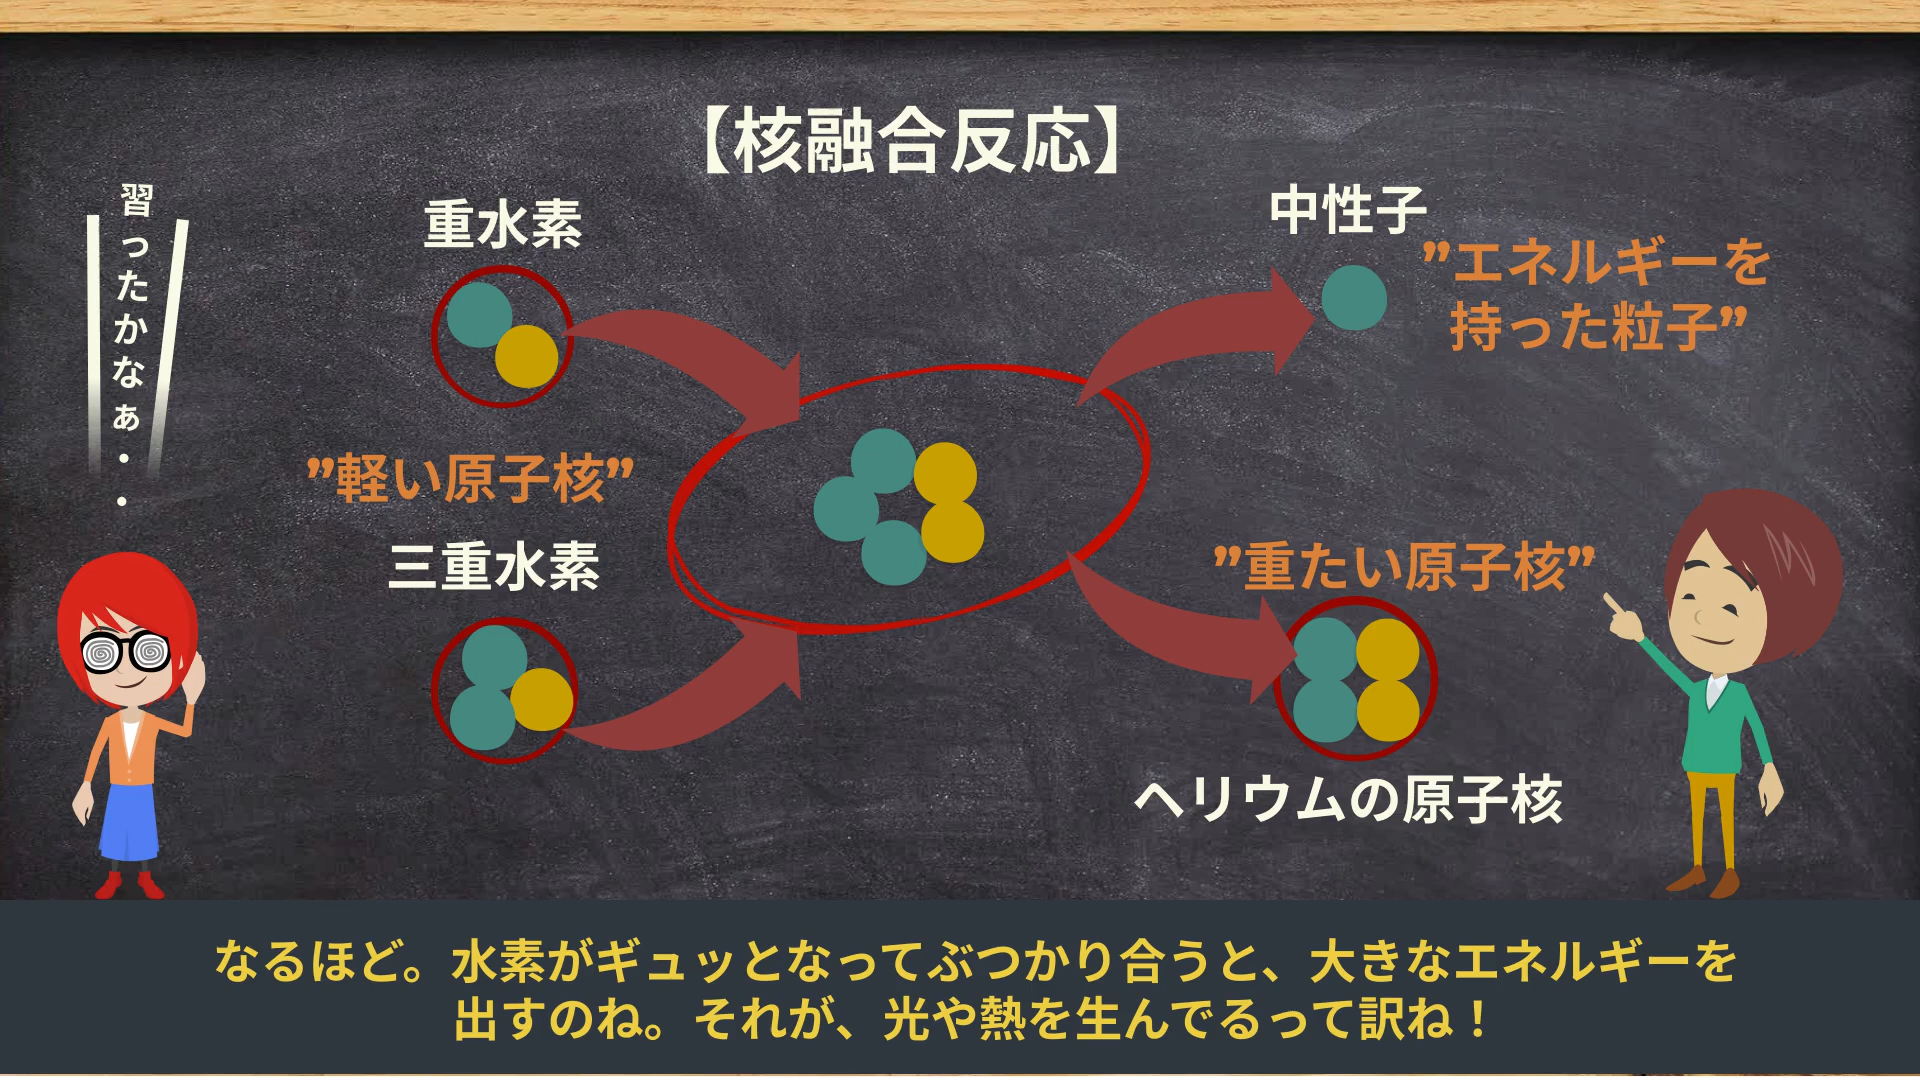 【核融合反応】
習ったかなぁ・・
重水素
”軽い原子核”
三重水素
中性子
”エネルギーを
持った粒子”
”重たい原子核”
ヘリウムの原子核
なるほど。水素がギュッとなってぶつかり合うと、大きなエネルギーを
出すのね。それが、光や熱を生んでるって訳ね！